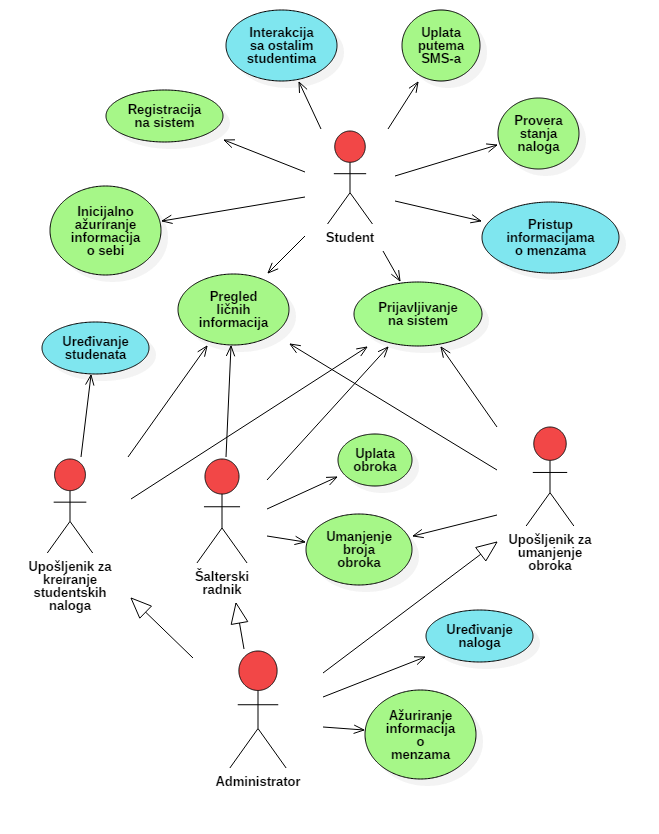 Interakcija
sa ostalim
studentima
Uplata
putema
SMS-a
Registracija
na sistem
Provera
stanja
naloga
Inicijalno
ažuriranje
informacija
o sebi
Student
Pristup
informacijama
o menzama
Pregled
ličnih
informacija
Prijavljivanje
na sistem
Uređivanje
studenata
Uplata
obroka
Umanjenje
broja
obroka
Upošljenik za
kreiranje
studentskih
naloga
Šalterski
radnik
Upošljenik za
umanjenje
obroka
Uređivanje
naloga
Ažuriranje
informacija
o
menzama
Administrator